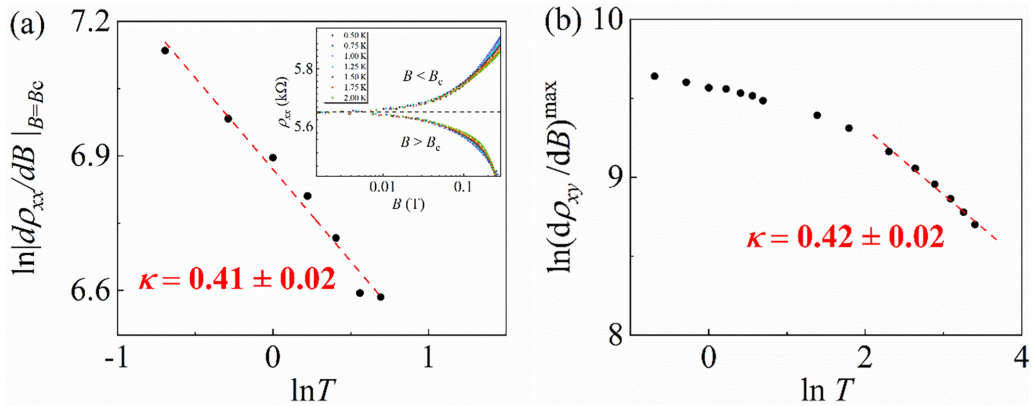 (a)
7.2
6.9
6.6
ln|dρxx/dB|B=Bc
-1
0
1
lnT
κ = 0.41 ± 0.02
0.50 K
0.75 K
1.00 K
1.25 K
1.50 K
1.75 K
2.00 K
5.8
5.6
ρxx (kΩ)
B < Bc
B > Bc
0.01
0.1
B (T)
(b)
10
9
8
ln(dρxy /dB)max
0
2
4
ln T
κ = 0.42 ± 0.02